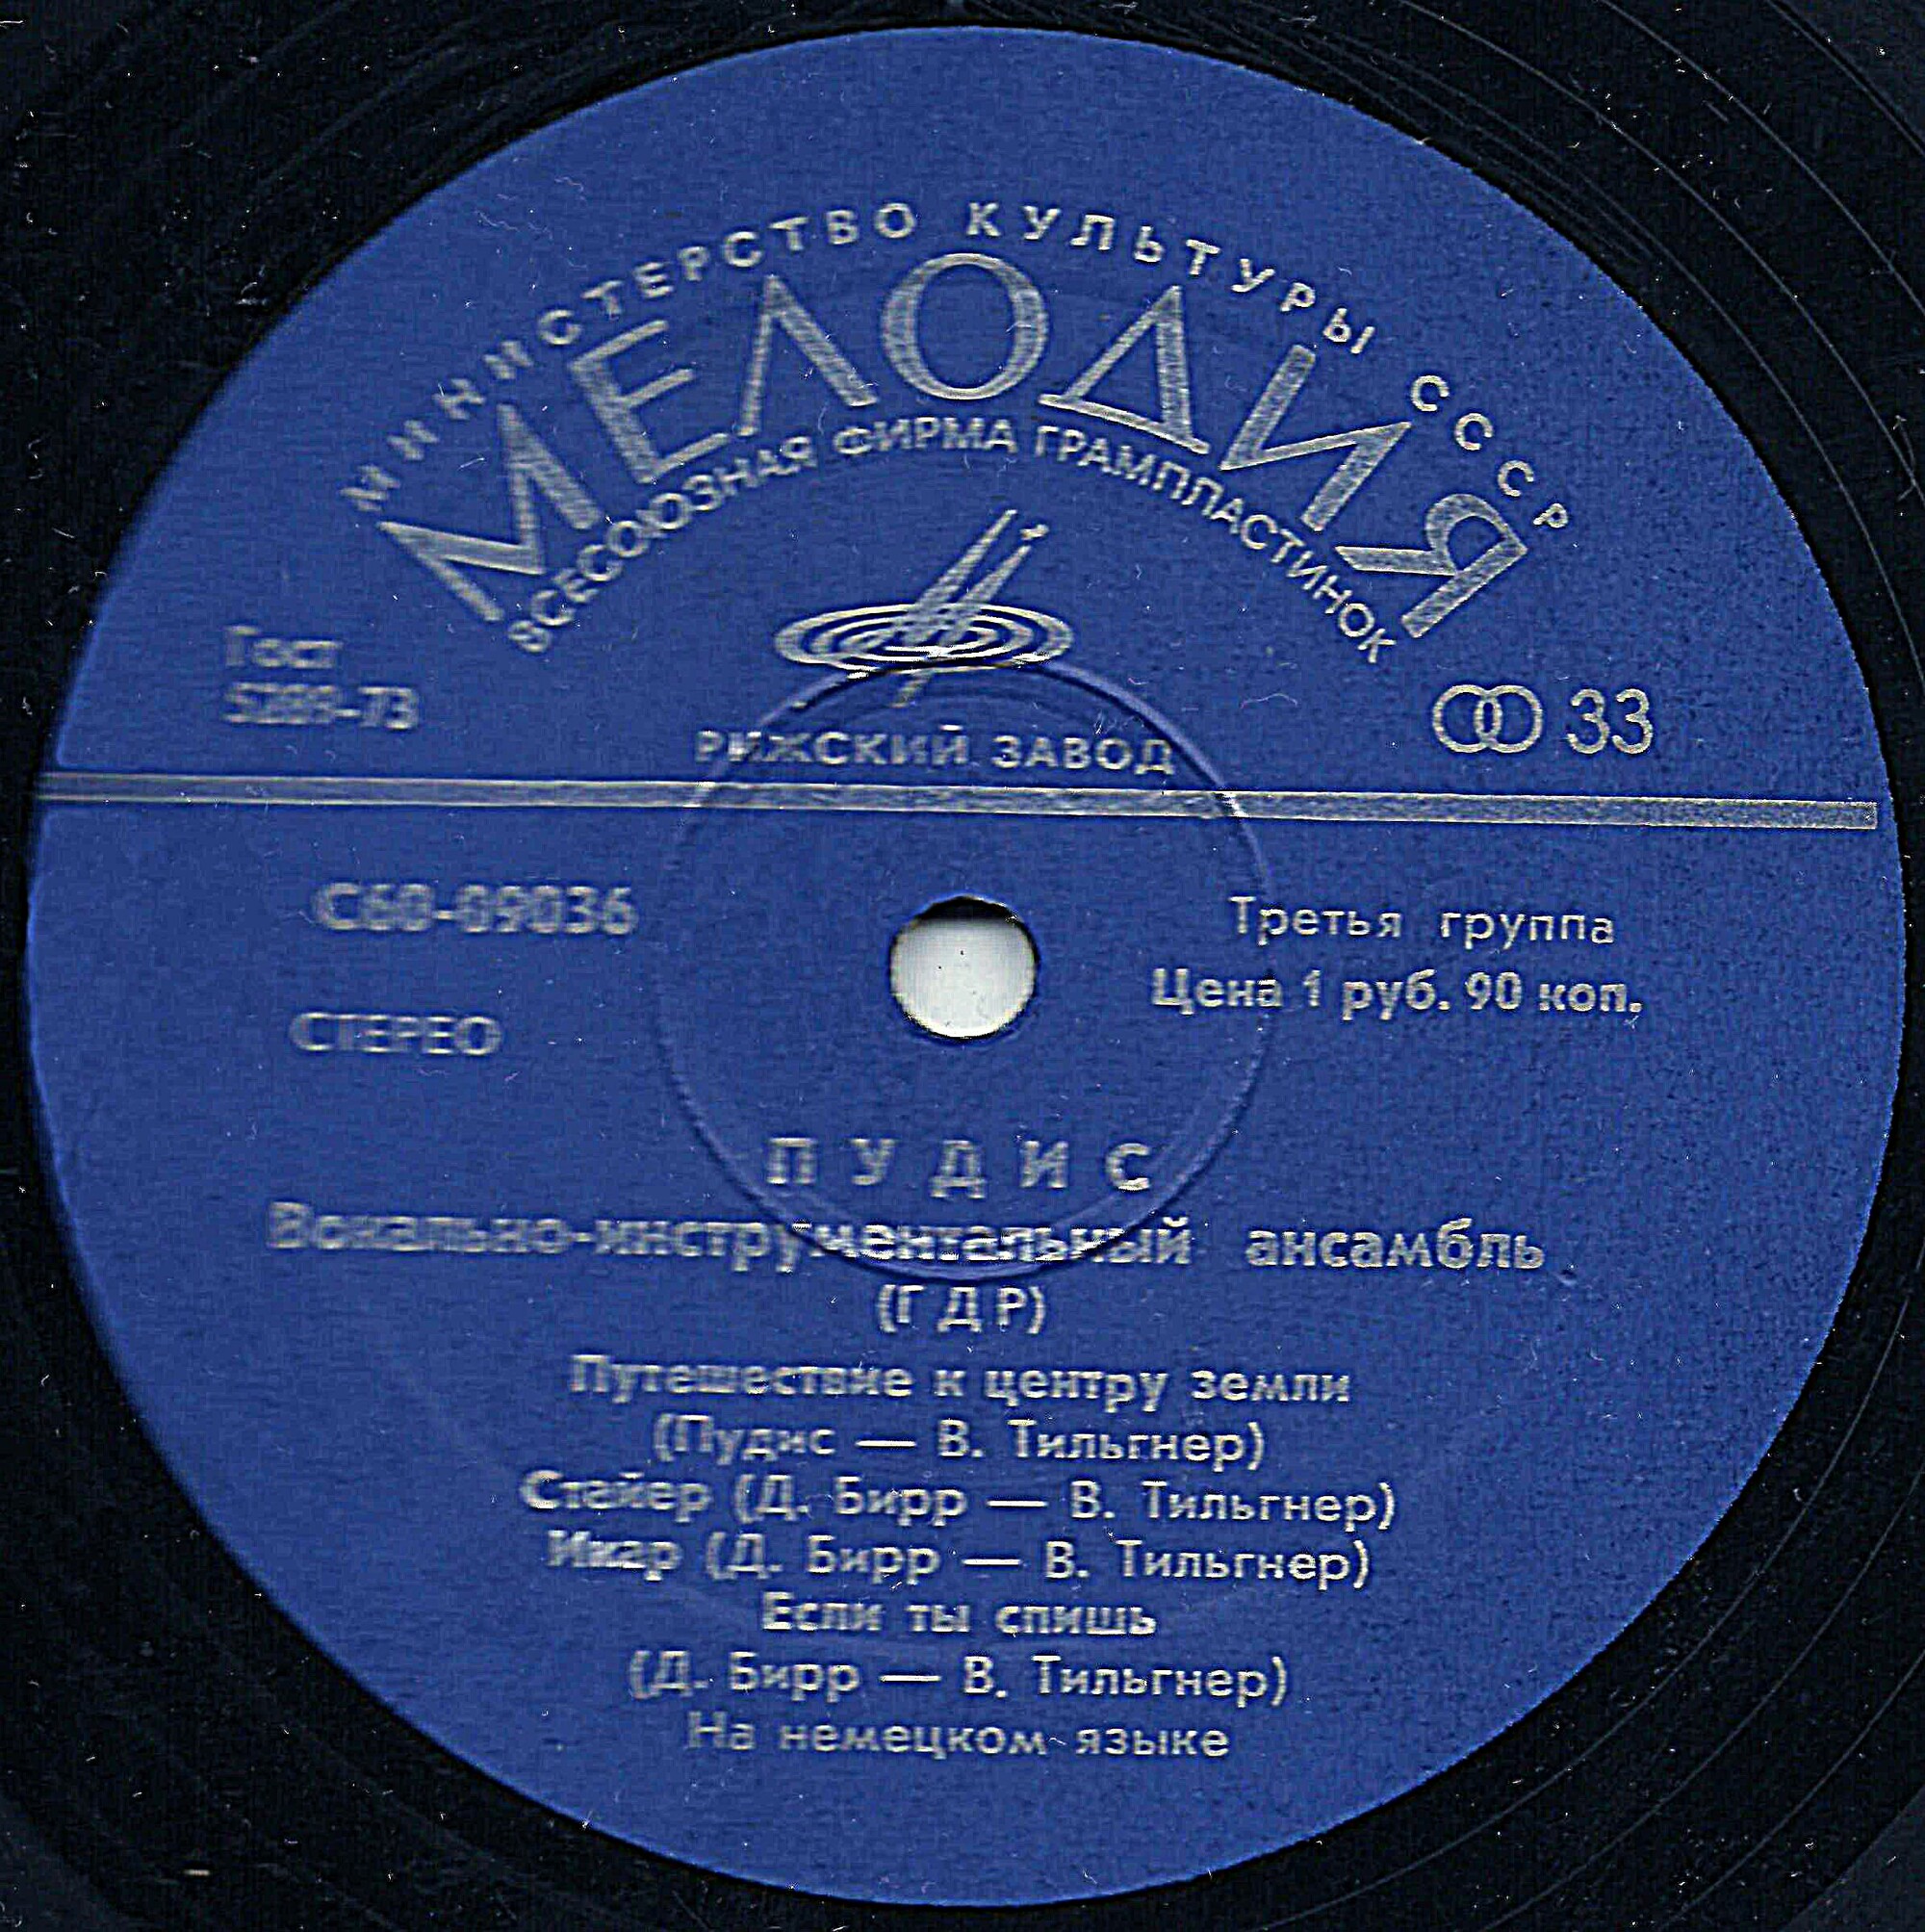 МИНИСТЕРСТВО КУЛЬТУРЫ СССР
МЕЛОДИЯ
ВСЕСОЮЗНАЯ ФИРМА ГРАМПЛАСТИНОК
Гост
5289-73
33
РИЖСКИЙ ЗАВОД
С60-09036
Третья группа
Цена 1 руб. 90 коп.
СТЕРЕО
ПУДИС
Вокально-инструментальный ансамбль
(ГДР)
Путешествие к центру земли
(Пудис — В. Тильгнер)
Стайер (Д. Бирр — В. Тильгнер)
Икар (Д. Бирр — В. Тильгнер)
Если ты спишь
(Д. Бирр — В. Тильгнер)
На немецком языке